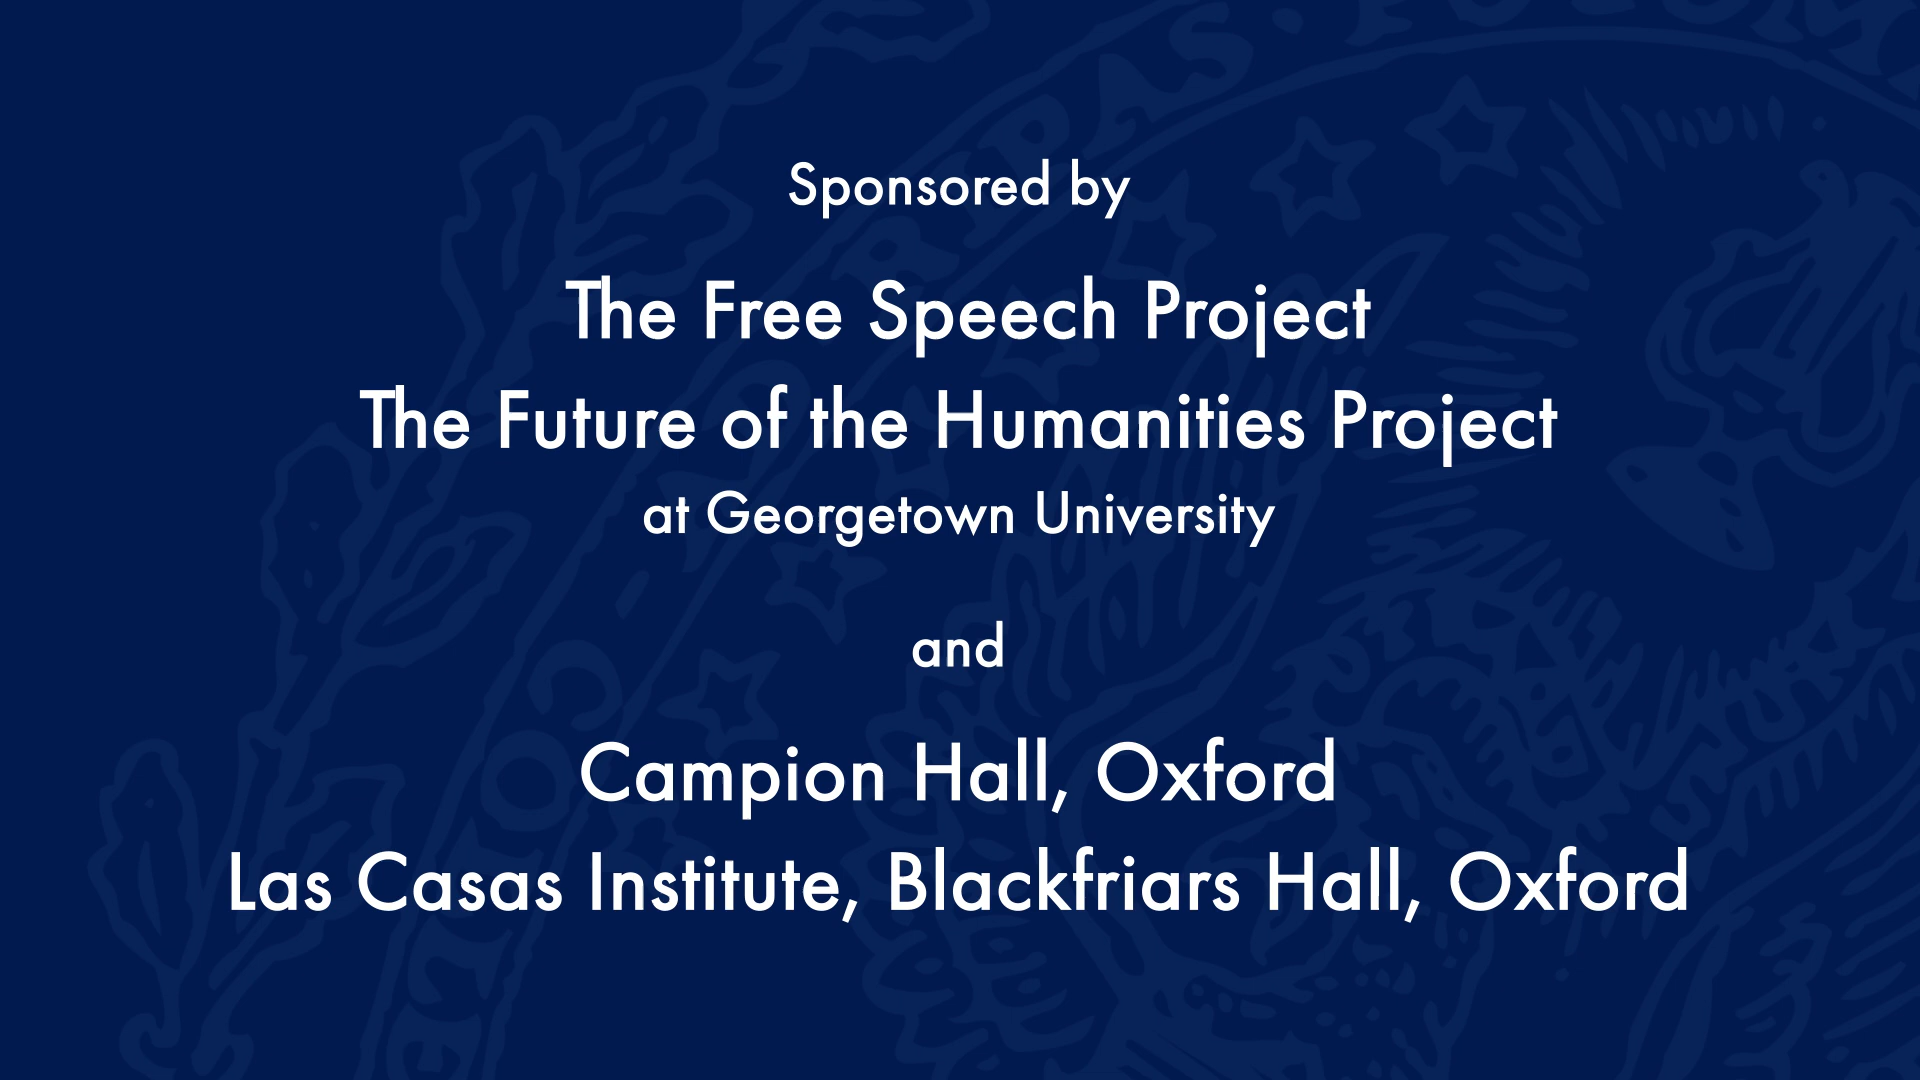 Sponsored by
The Free Speech Project
The Future of the Humanities Project
at Georgetown University
and
Campion Hall, Oxford
Las Casas Institute, Blackfriars Hall, Oxford